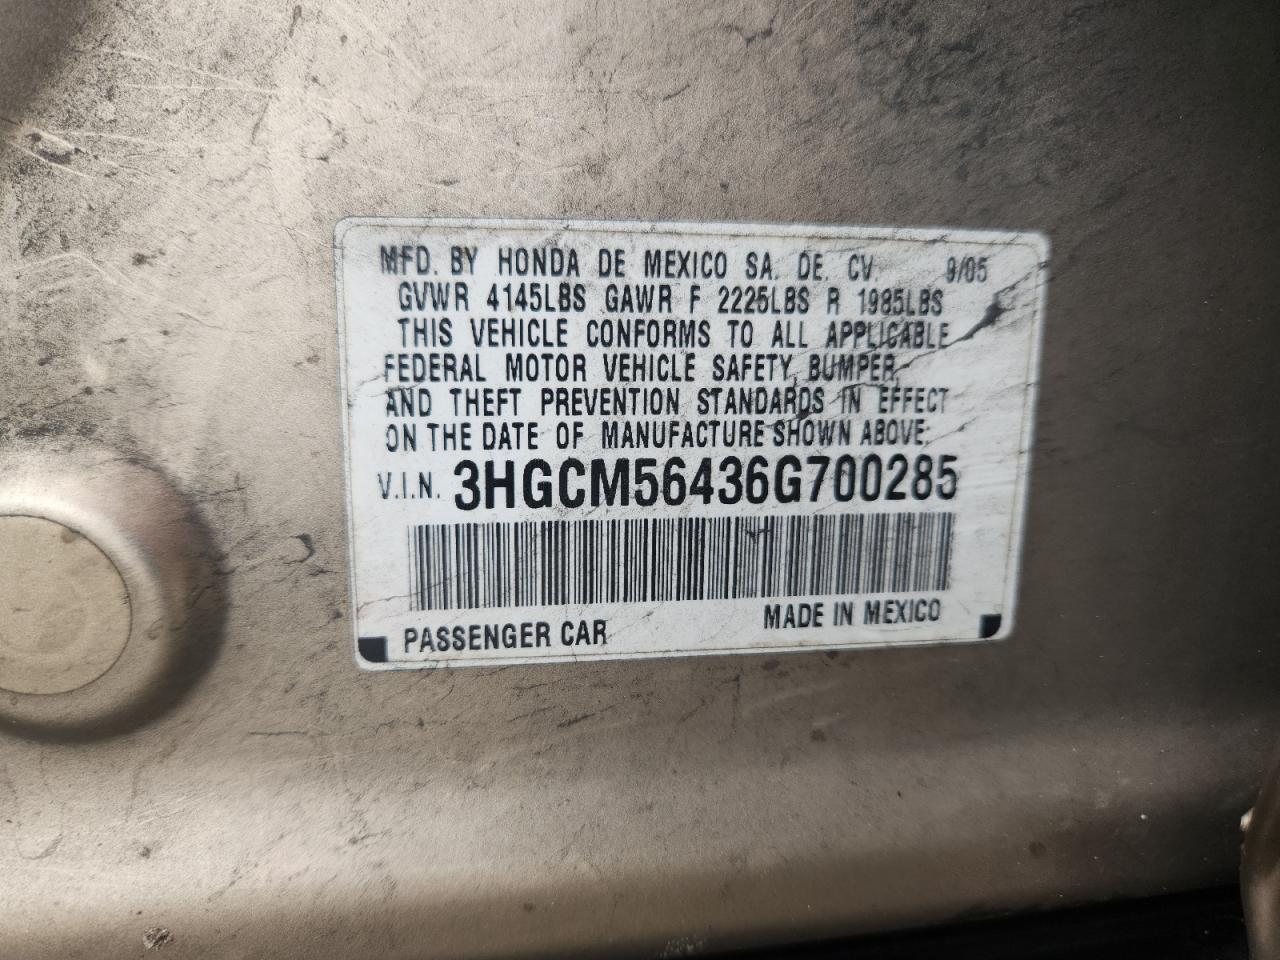 MFD. BY HONDA DE MEXICO SA. DE. CV. 9/05
GVWR 4145LBS GAWR F 2225LBS R 1985LBS
THIS VEHICLE CONFORMS TO ALL APPLICABLE
FEDERAL MOTOR VEHICLE SAFETY, BUMPER,
AND THEFT PREVENTION STANDARDS IN EFFECT
ON THE DATE OF MANUFACTURE SHOWN ABOVE.
V.I.N. 3HGCM56436G700285
PASSENGER CAR MADE IN MEXICO